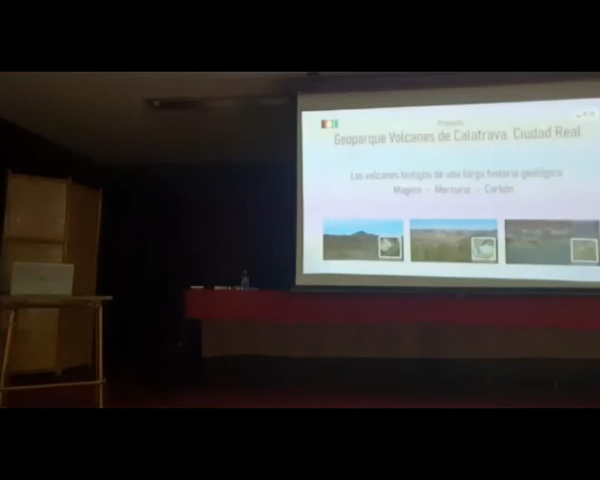 Proyecto
Geoparque Volcanes de Calatrava. Ciudad Real
Los volcanes testigos de una larga historia geológica.
Magma - Mercurio - Carbón